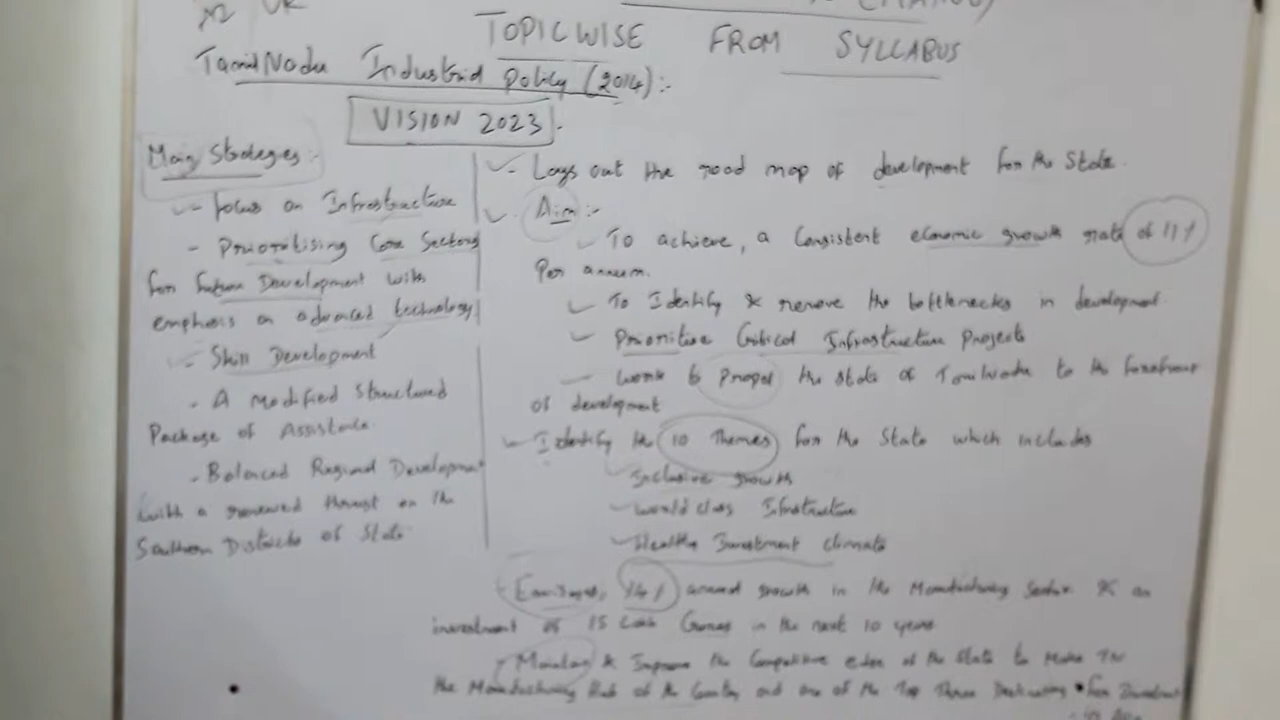 TOPICWISE FROM SYLLABUS
TamilNadu Industrial Policy (2014):-
VISION 2023.
Main Strategies:-
- focus on Infrastructure
- Prioritising Core Sectors
for future Development with
emphasis on advanced technology
- Skill Development
- A modified Structured
Package of Assistance
- Balanced Regional Development
with a renewed thrust on the
Southern Districts of State
- Lays out the road map of development for the State.
Aim:-
To achieve, a Consistent economic growth rate of 11%
Per annum.
To Identify & remove the bottlenecks in development
Prioritise Critical Infrastructure Projects
work to propel the state of Tamilnadu to the forefront
of development
Identify the 10 Themes for the State which includes
Inclusive growth
world class Infrastructure
Healthy Investment climate
Envisages, 14% annual growth in the Manufacturing Sector & an
investment of 15 Lakh Crores in the next 10 years
Maintain & Improve the Competitive edge of the State to Make TN
the Manufacturing Hub of the Country and one of the Top Three Destinations for Investment